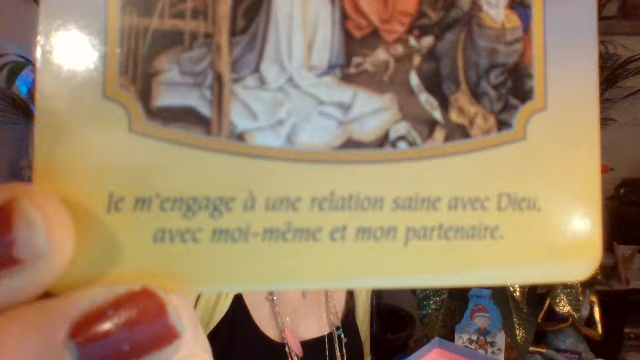 Je m'engage à une relation saine avec Dieu,
avec moi-même et mon partenaire.